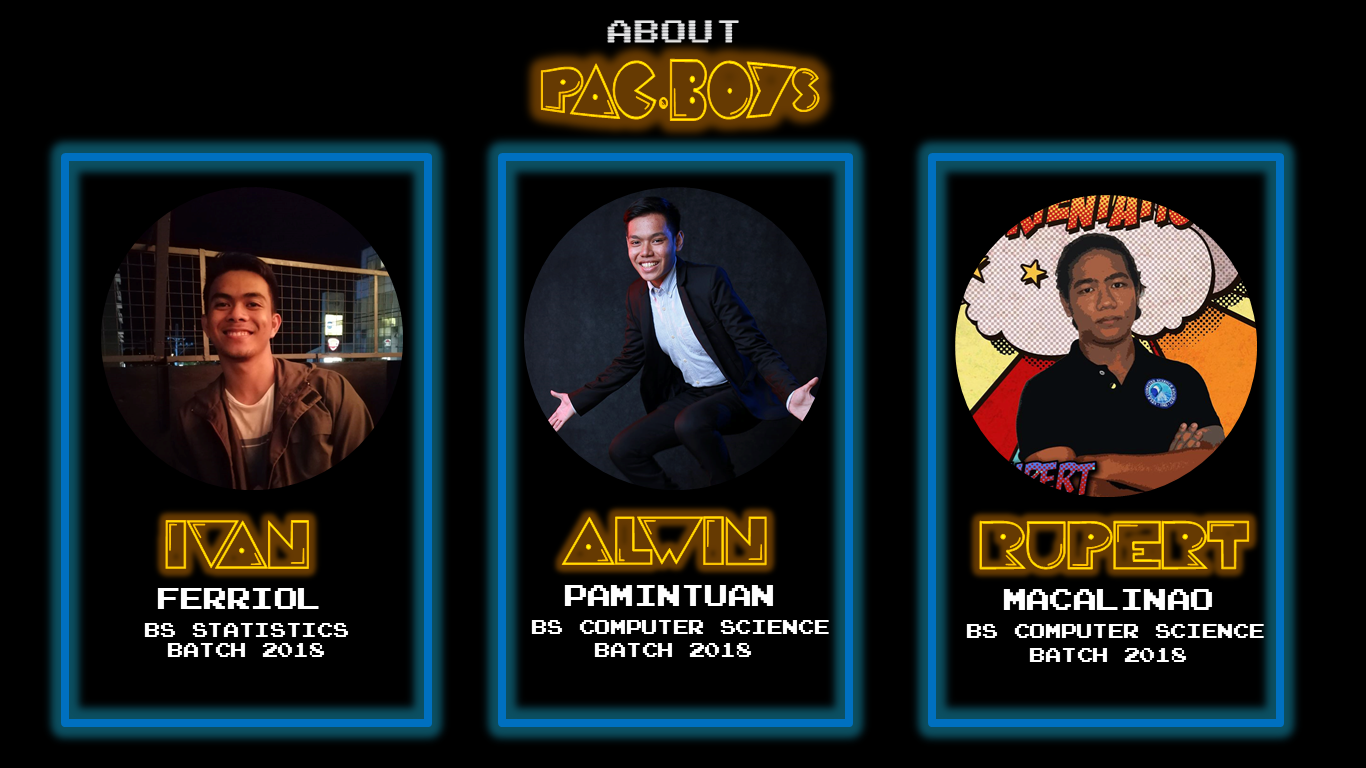 ABOUT
PAC.BOYS
IVAN
FERRIOL
BS STATISTICS
BATCH 2018
ALWIN
PAMINTUAN
BS COMPUTER SCIENCE
BATCH 2018
RUPERT
MACALINAO
BS COMPUTER SCIENCE
BATCH 2018